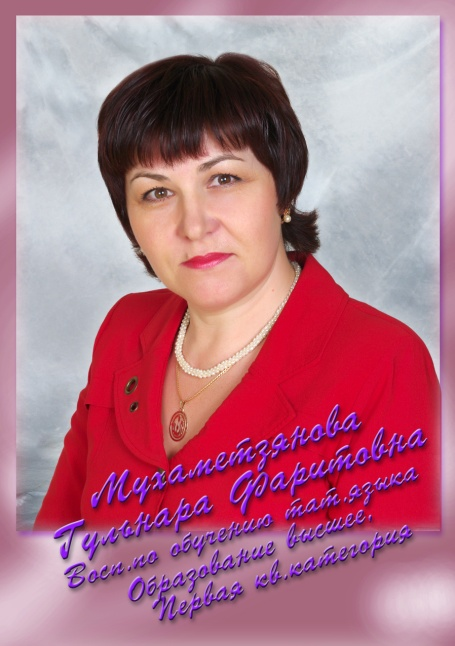 Мухаметзянова
Гульнара Фаритовна
Восп.по обучению тат.языка
Образование высшее.
Первая кв.категория